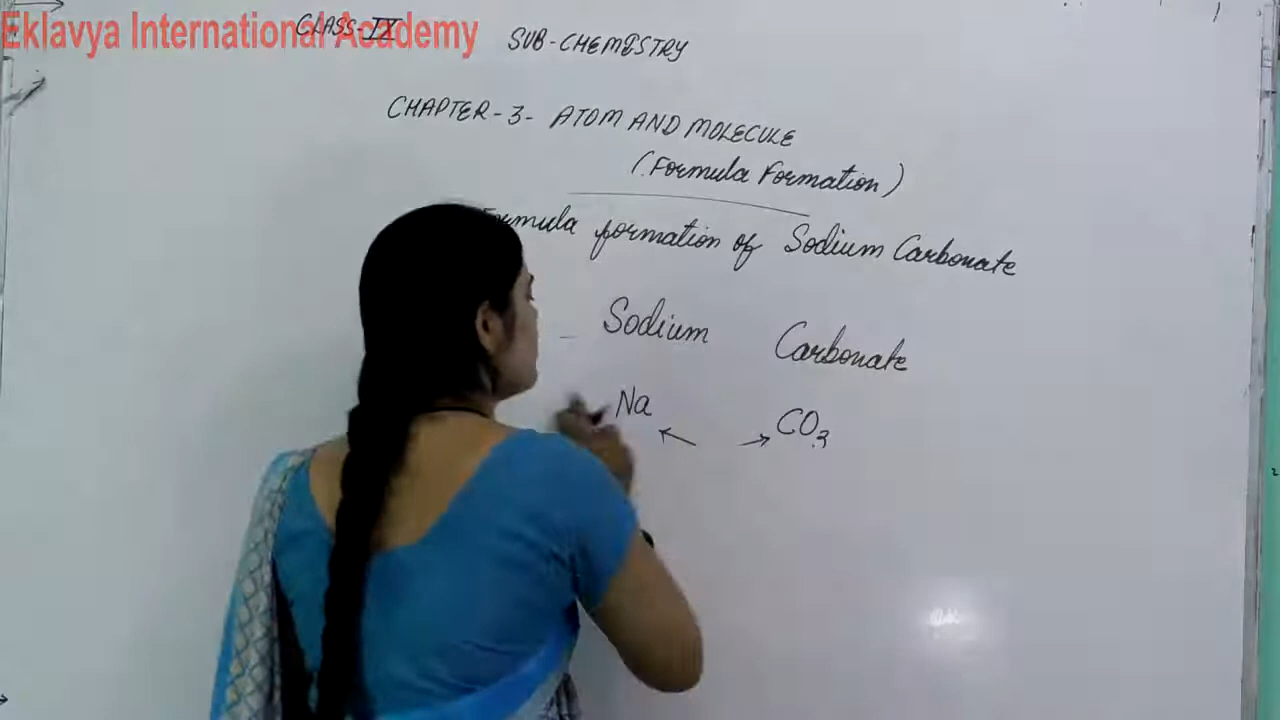 Eklavya International Academy
CLASS-IX
SUB-CHEMISTRY
CHAPTER-3- ATOM AND MOLECULE
(Formula Formation)
Formula formation of Sodium Carbonate
Sodium Carbonate
Na CO3